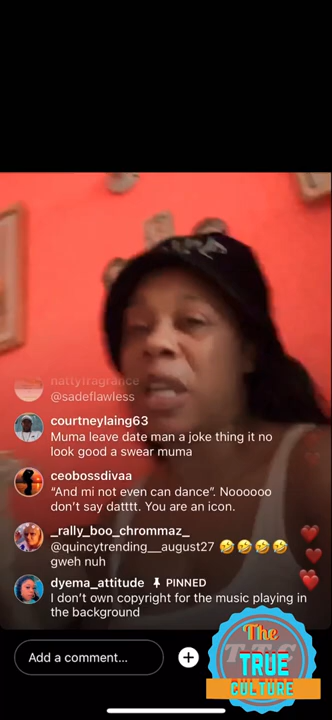 nattyfragrance
@sadeflawless
courtneylaing63
Muma leave date man a joke thing it no
look good a swear muma
ceobossdivaa
“And mi not even can dance”. Noooooo
don’t say datttt. You are an icon.
_rally_boo_chrommaz_
@quincytrending__august27 🤣🤣🤣🤣
gweh nuh
dyema_attitude 📌 PINNED
I don’t own copyright for the music playing in
the background
Add a comment...
The
TRUE
CULTURE